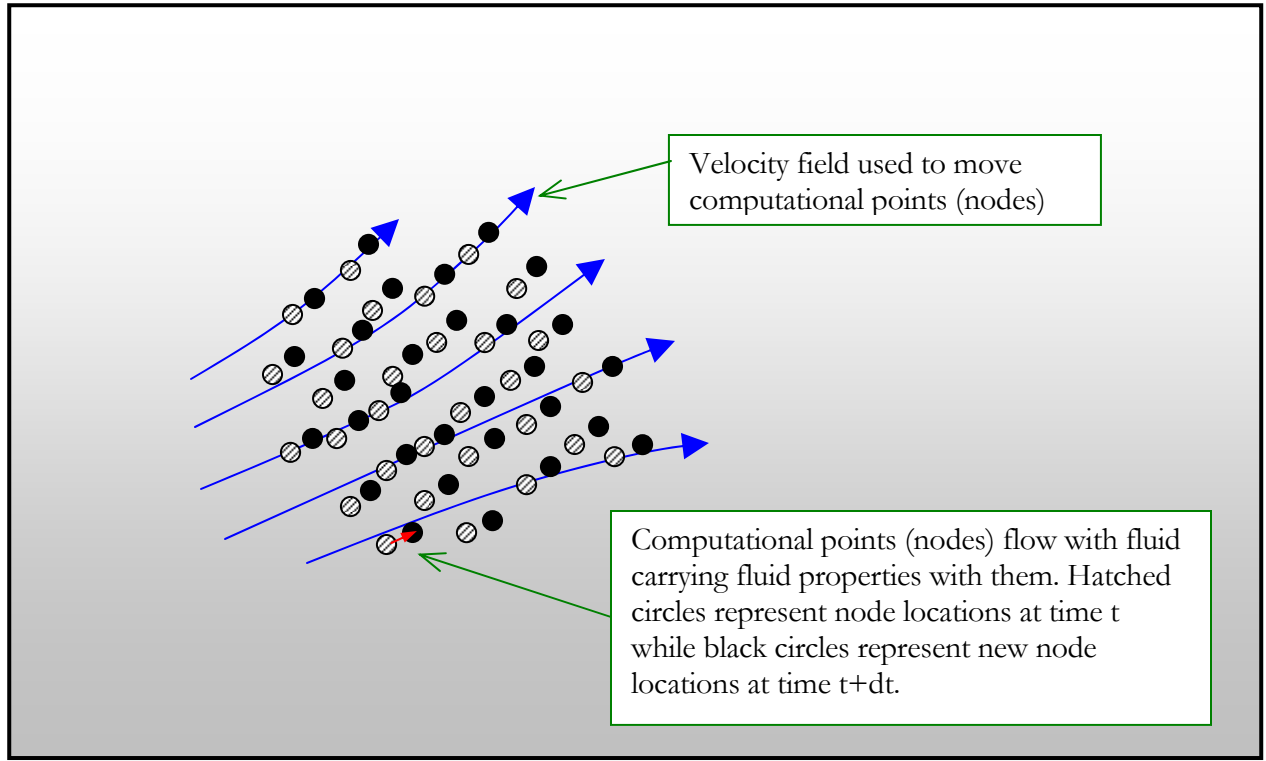 Velocity field used to move
computational points (nodes)
Computational points (nodes) flow with fluid
carrying fluid properties with them. Hatched
circles represent node locations at time t
while black circles represent new node
locations at time t+dt.